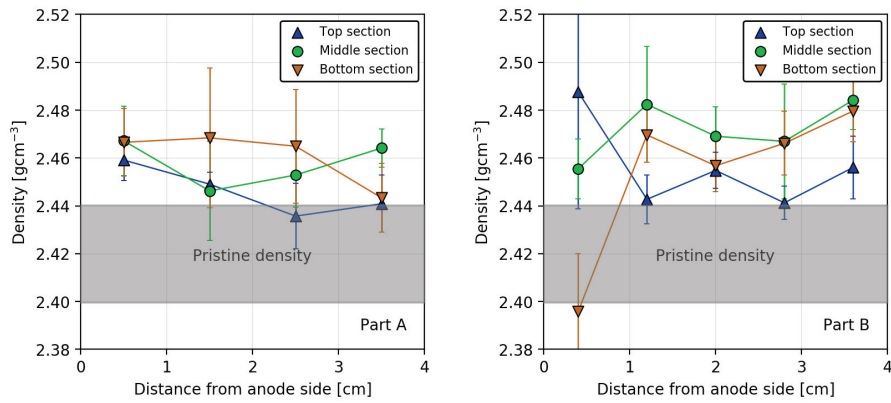 2.52
2.50
2.48
2.46
2.44
2.42
2.40
2.38
Density [gcm⁻³]
Top section
Middle section
Bottom section
Pristine density
Part A
0 1 2 3 4
Distance from anode side [cm]
2.52
2.50
2.48
2.46
2.44
2.42
2.40
2.38
Density [gcm⁻³]
Top section
Middle section
Bottom section
Pristine density
Part B
0 1 2 3 4
Distance from anode side [cm]